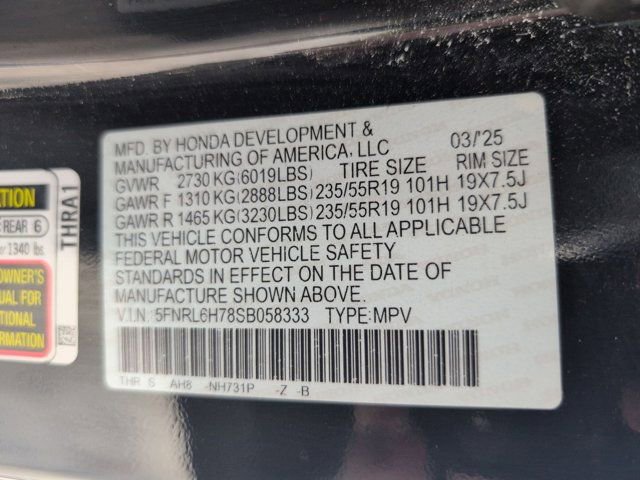 MFD. BY HONDA DEVELOPMENT &
MANUFACTURING OF AMERICA, LLC 03/'25
GVWR 2730 KG(6019LBS) TIRE SIZE RIM SIZE
GAWR F 1310 KG(2888LBS) 235/55R19 101H 19X7.5J
GAWR R 1465 KG(3230LBS) 235/55R19 101H 19X7.5J
THIS VEHICLE CONFORMS TO ALL APPLICABLE
FEDERAL MOTOR VEHICLE SAFETY
STANDARDS IN EFFECT ON THE DATE OF
MANUFACTURE SHOWN ABOVE.
V.I.N.: 5FNRL6H78SB058333 TYPE:MPV
THR S AH8 -NH731P -Z -B
ATION
REAR 6
1340 lbs.
OWNER'S
UAL FOR
TIONAL
RMATION
THRA1